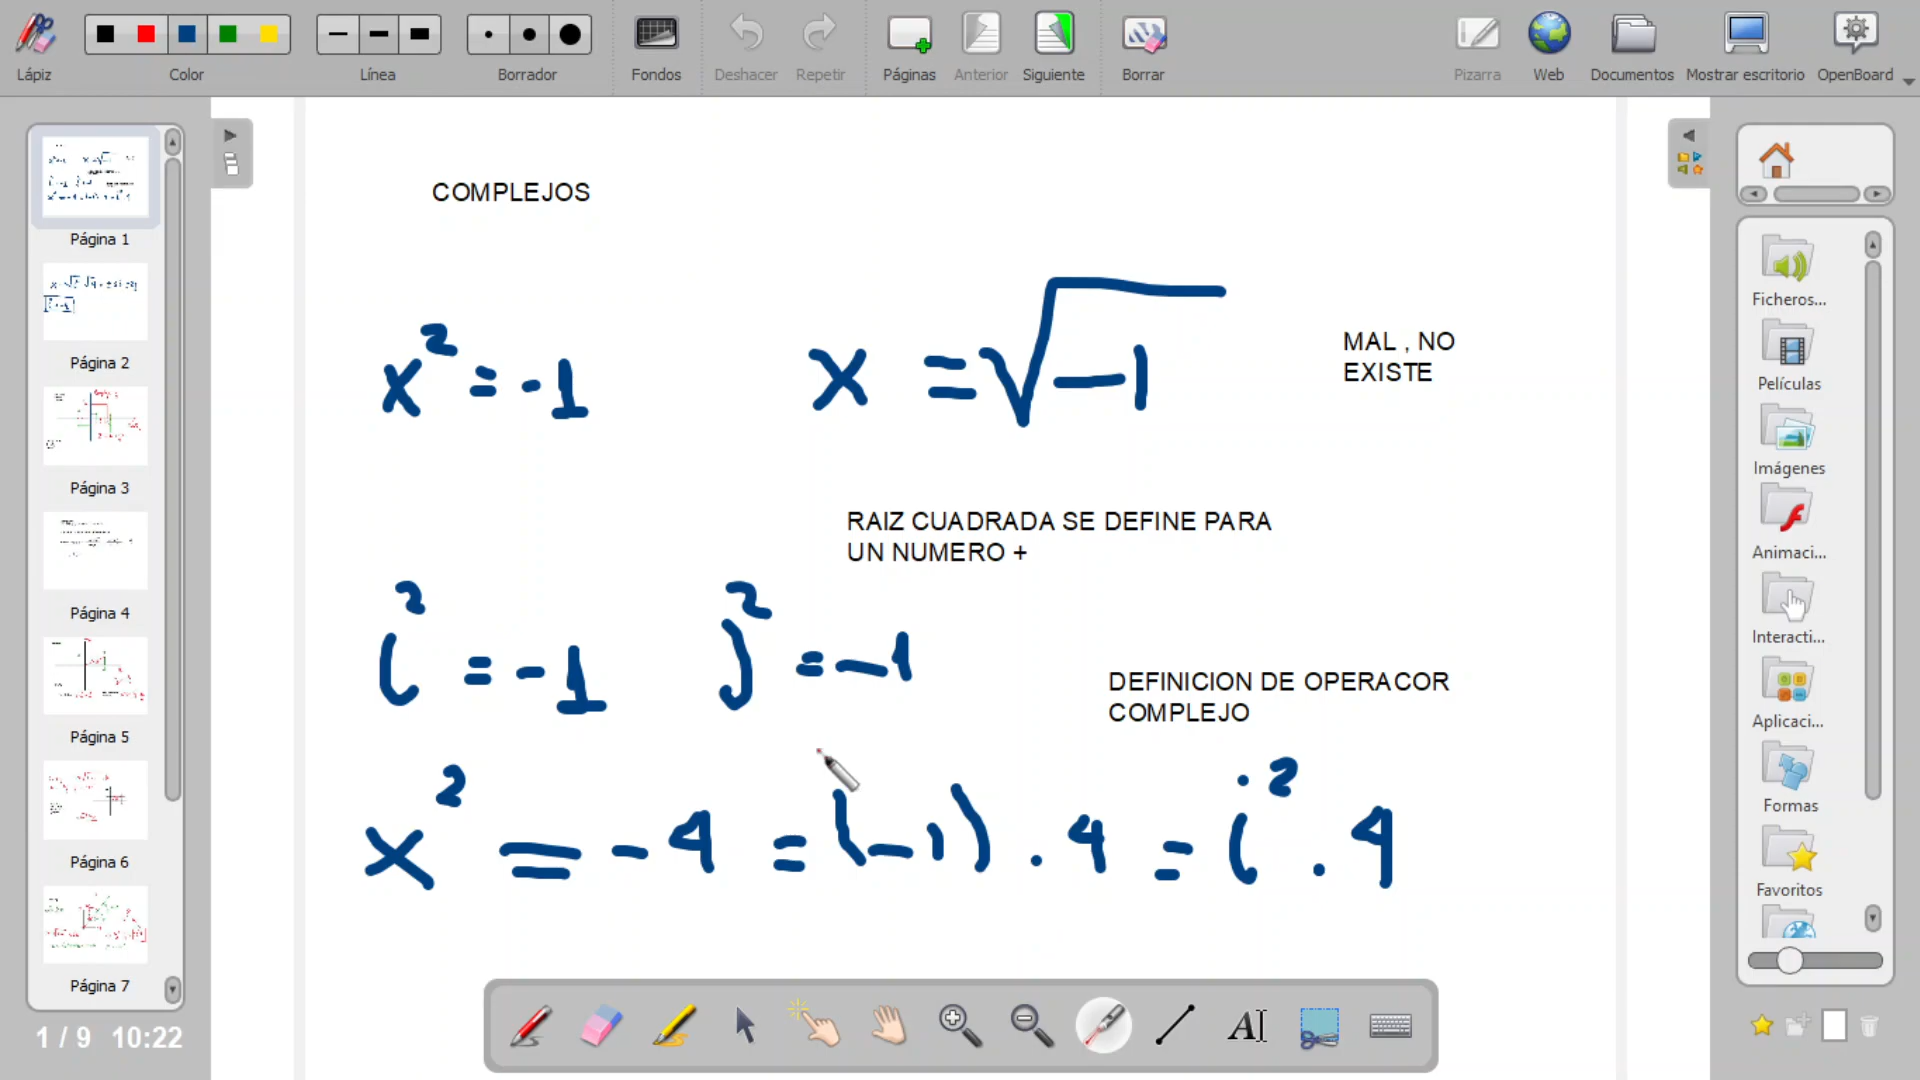 Lápiz
Color
Línea
Borrador
Fondos
Deshacer
Repetir
Páginas
Anterior
Siguiente
Borrar
Pizarra
Web
Documentos
Mostrar escritorio
OpenBoard
Página 1
Página 2
Página 3
Página 4
Página 5
Página 6
Página 7
1 / 9 10:22
COMPLEJOS
x² = -1
x = √-1
MAL , NO
EXISTE
RAIZ CUADRADA SE DEFINE PARA
UN NUMERO +
i² = -1
j² = -1
DEFINICION DE OPERACOR
COMPLEJO
x² = -4 = (-1) . 4 = i² . 4
Ficheros...
Películas
Imágenes
Animaci...
Interacti...
Aplicaci...
Formas
Favoritos